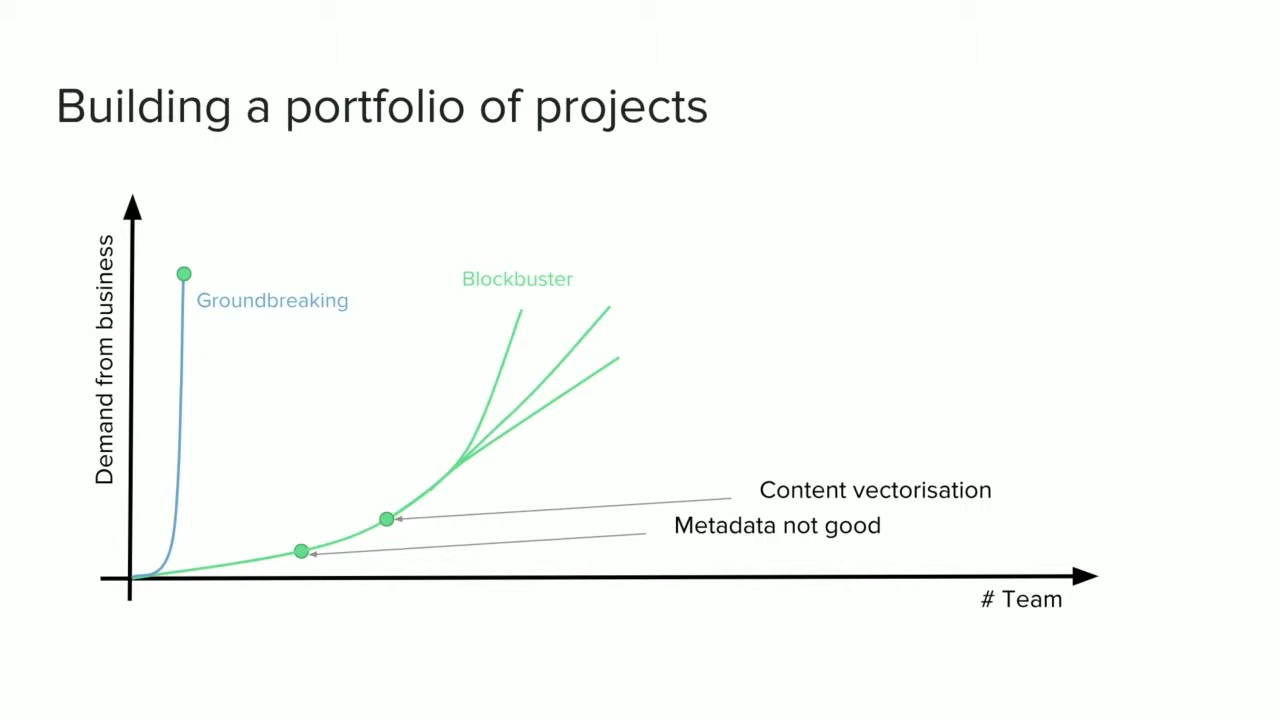 Building a portfolio of projects
Demand from business
Groundbreaking
Blockbuster
Content vectorisation
Metadata not good
# Team